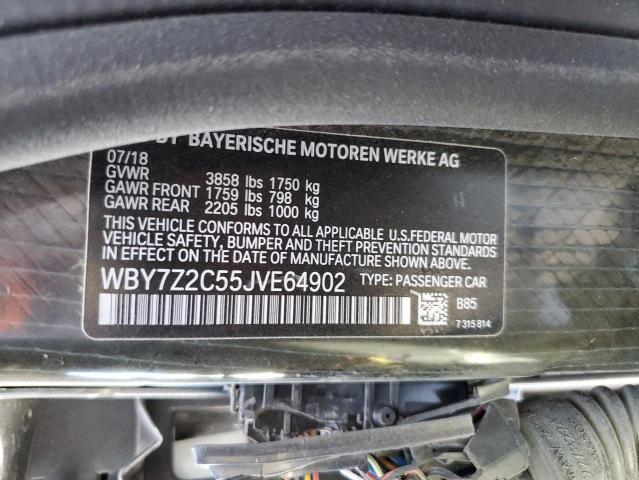 BY BAYERISCHE MOTOREN WERKE AG
07/18
GVWR 3858 lbs 1750 kg
GAWR FRONT 1759 lbs 798 kg
GAWR REAR 2205 lbs 1000 kg
THIS VEHICLE CONFORMS TO ALL APPLICABLE U.S.FEDERAL MOTOR
VEHICLE SAFETY, BUMPER, AND THEFT PREVENTION STANDARDS
IN EFFECT ON THE DATE OF MANUFACTURE SHOWN ABOVE.
WBY7Z2C55JVE64902 TYPE: PASSENGER CAR
B85
7 315 814